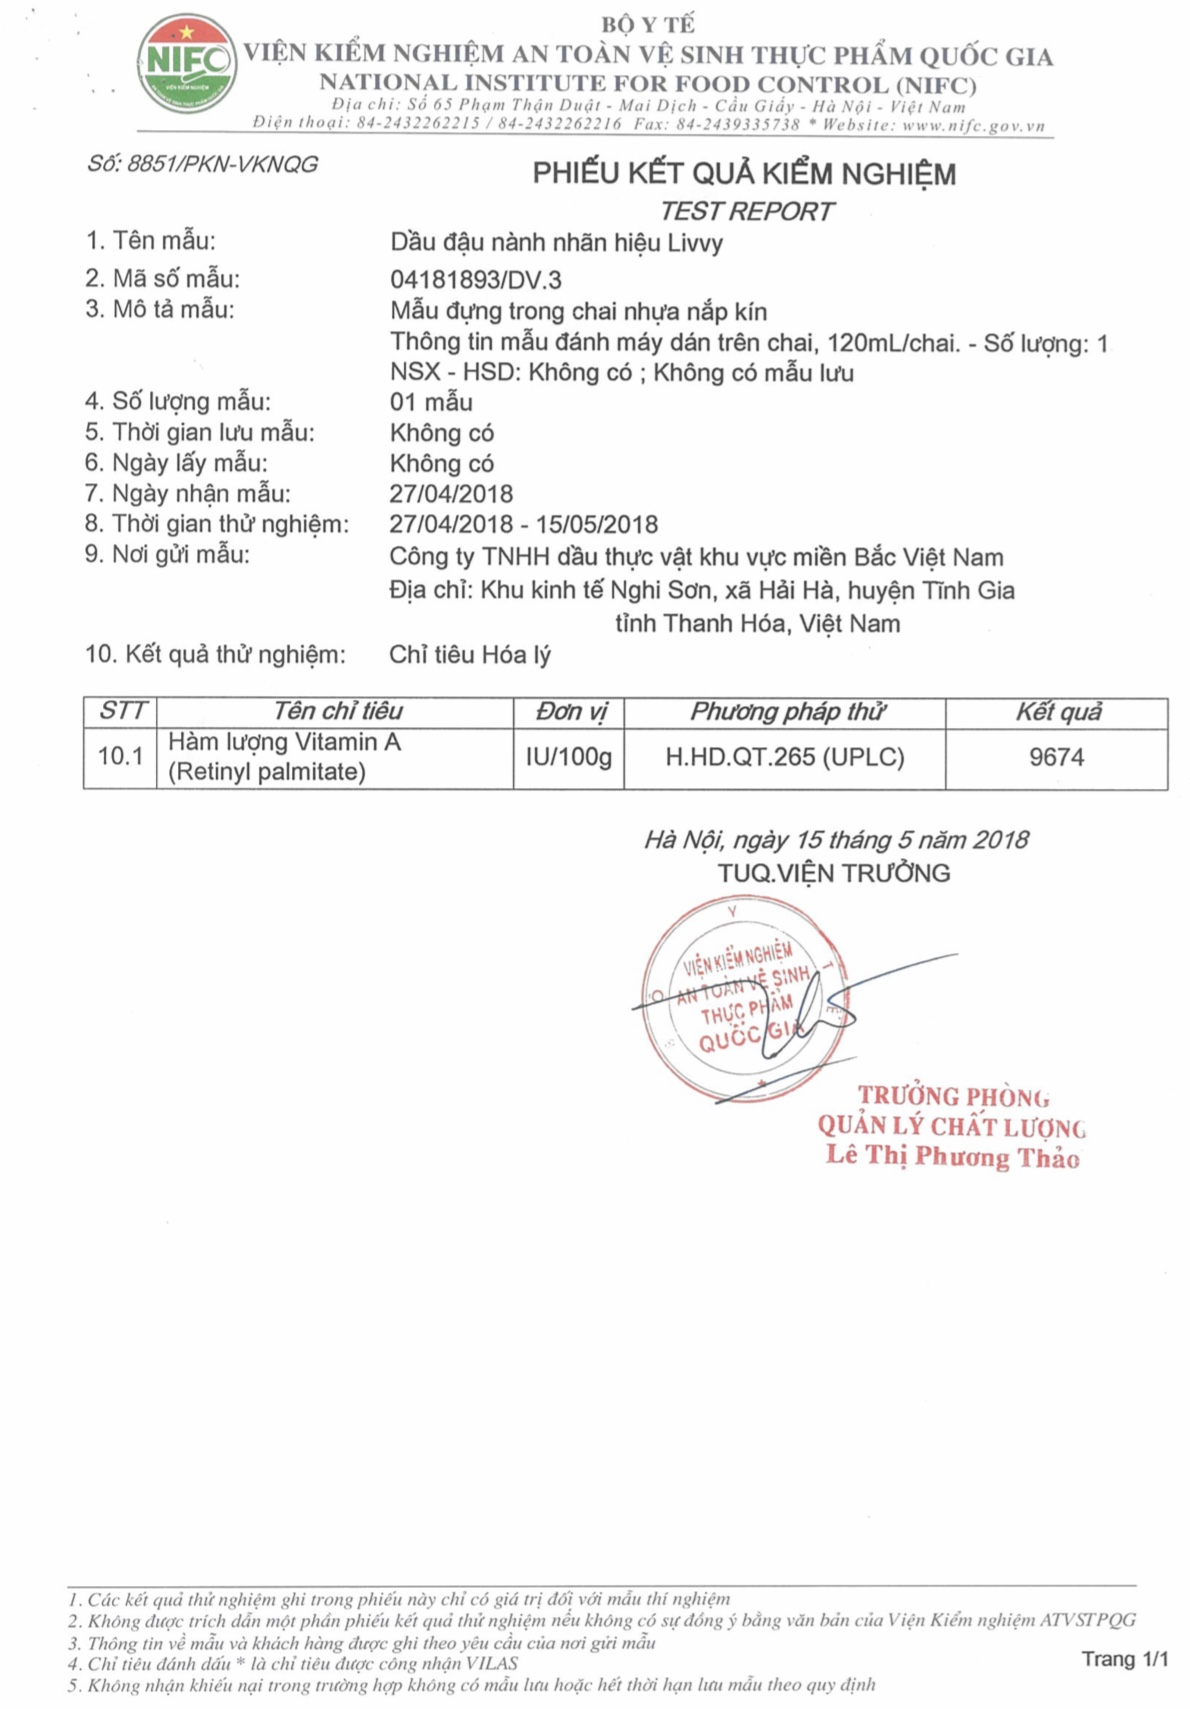 BỘ Y TẾ
NIFC
VIỆN KIỂM NGHIỆM AN TOÀN VỆ SINH THỰC PHẨM QUỐC GIA
NATIONAL INSTITUTE FOR FOOD CONTROL (NIFC)
Địa chỉ: Số 65 Phạm Thận Duật - Mai Dịch - Cầu Giấy - Hà Nội - Việt Nam
Điện thoại: 84-2432262215 / 84-2432262216 Fax: 84-2439335738 * Website: www.nifc.gov.vn
Số: 8851/PKN-VKNQG
PHIẾU KẾT QUẢ KIỂM NGHIỆM
TEST REPORT
1. Tên mẫu: Dầu đậu nành nhãn hiệu Livvy
2. Mã số mẫu: 04181893/DV.3
3. Mô tả mẫu: Mẫu đựng trong chai nhựa nắp kín
Thông tin mẫu đánh máy dán trên chai, 120mL/chai. - Số lượng: 1
NSX - HSD: Không có ; Không có mẫu lưu
4. Số lượng mẫu: 01 mẫu
5. Thời gian lưu mẫu: Không có
6. Ngày lấy mẫu: Không có
7. Ngày nhận mẫu: 27/04/2018
8. Thời gian thử nghiệm: 27/04/2018 - 15/05/2018
9. Nơi gửi mẫu: Công ty TNHH dầu thực vật khu vực miền Bắc Việt Nam
Địa chỉ: Khu kinh tế Nghi Sơn, xã Hải Hà, huyện Tĩnh Gia
tỉnh Thanh Hóa, Việt Nam
10. Kết quả thử nghiệm: Chỉ tiêu Hóa lý
STT Tên chỉ tiêu Đơn vị Phương pháp thử Kết quả
10.1 Hàm lượng Vitamin A (Retinyl palmitate) IU/100g H.HD.QT.265 (UPLC) 9674
Hà Nội, ngày 15 tháng 5 năm 2018
TUQ.VIỆN TRƯỞNG
VIỆN KIỂM NGHIỆM
AN TOÀN VỆ SINH
THỰC PHẨM
QUỐC GIA
TRƯỞNG PHÒNG
QUẢN LÝ CHẤT LƯỢNG
Lê Thị Phương Thảo
1. Các kết quả thử nghiệm ghi trong phiếu này chỉ có giá trị đối với mẫu thí nghiệm
2. Không được trích dẫn một phần phiếu kết quả thử nghiệm nếu không có sự đồng ý bằng văn bản của Viện Kiểm nghiệm ATVSTPQG
3. Thông tin về mẫu và khách hàng được ghi theo yêu cầu của nơi gửi mẫu
4. Chỉ tiêu đánh dấu * là chỉ tiêu được công nhận VILAS
5. Không nhận khiếu nại trong trường hợp không có mẫu lưu hoặc hết thời hạn lưu mẫu theo quy định
Trang 1/1